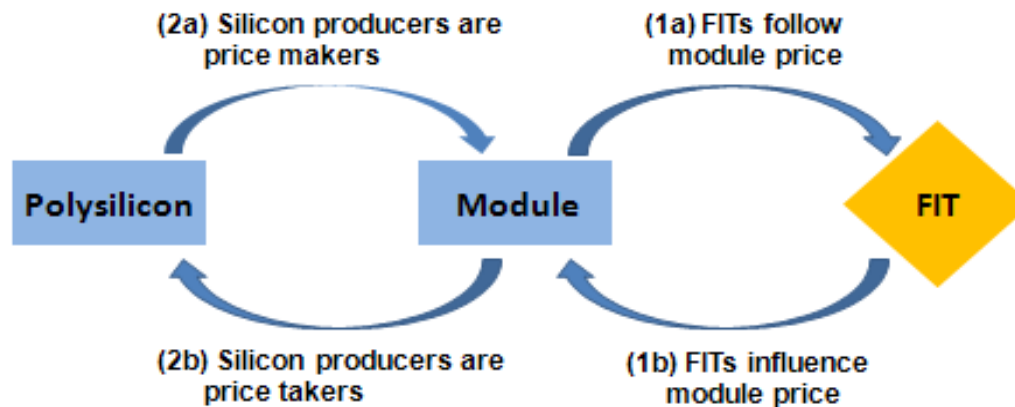 (2a) Silicon producers are
price makers
(1a) FITs follow
module price
Polysilicon
Module
FIT
(2b) Silicon producers are
price takers
(1b) FITs influence
module price